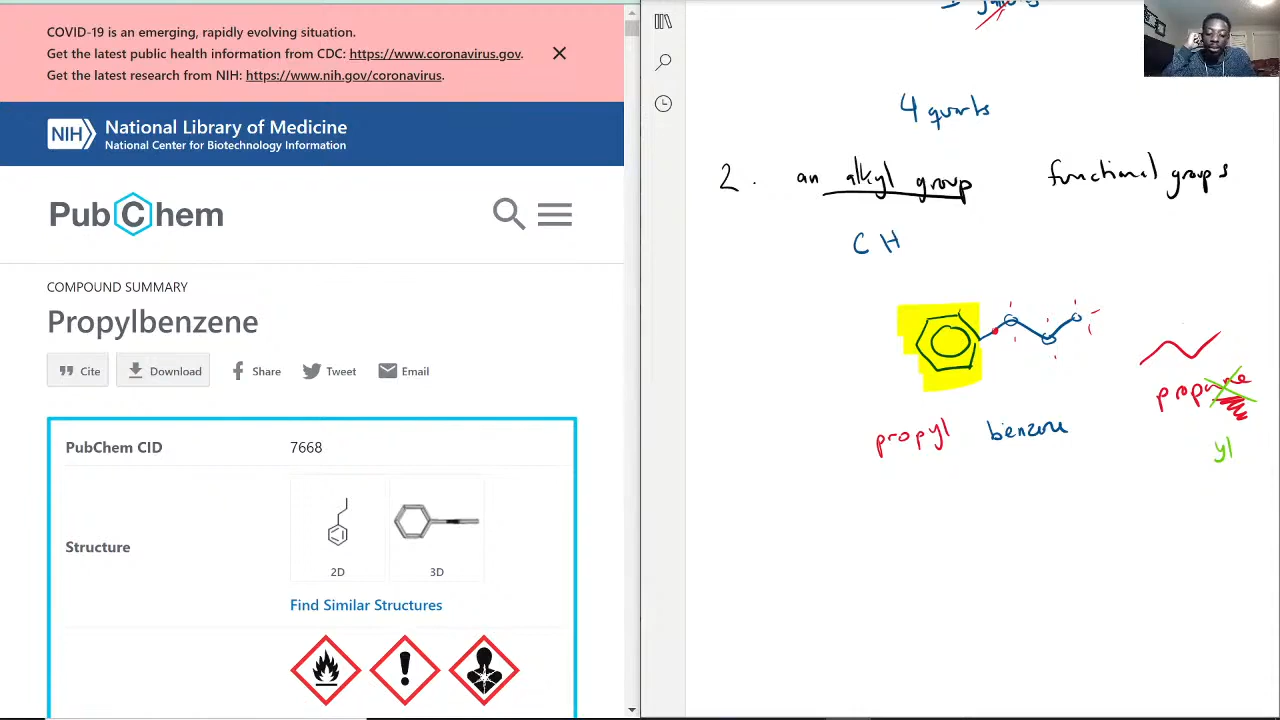 COVID-19 is an emerging, rapidly evolving situation.
Get the latest public health information from CDC: https://www.coronavirus.gov.
Get the latest research from NIH: https://www.nih.gov/coronavirus.
NIH National Library of Medicine
National Center for Biotechnology Information
PubChem
COMPOUND SUMMARY
Propylbenzene
Cite Download Share Tweet Email
PubChem CID 7668
Structure
2D 3D
Find Similar Structures
4 quarts
2. an alkyl group functional groups
C H
propane
propyl benzene
yl